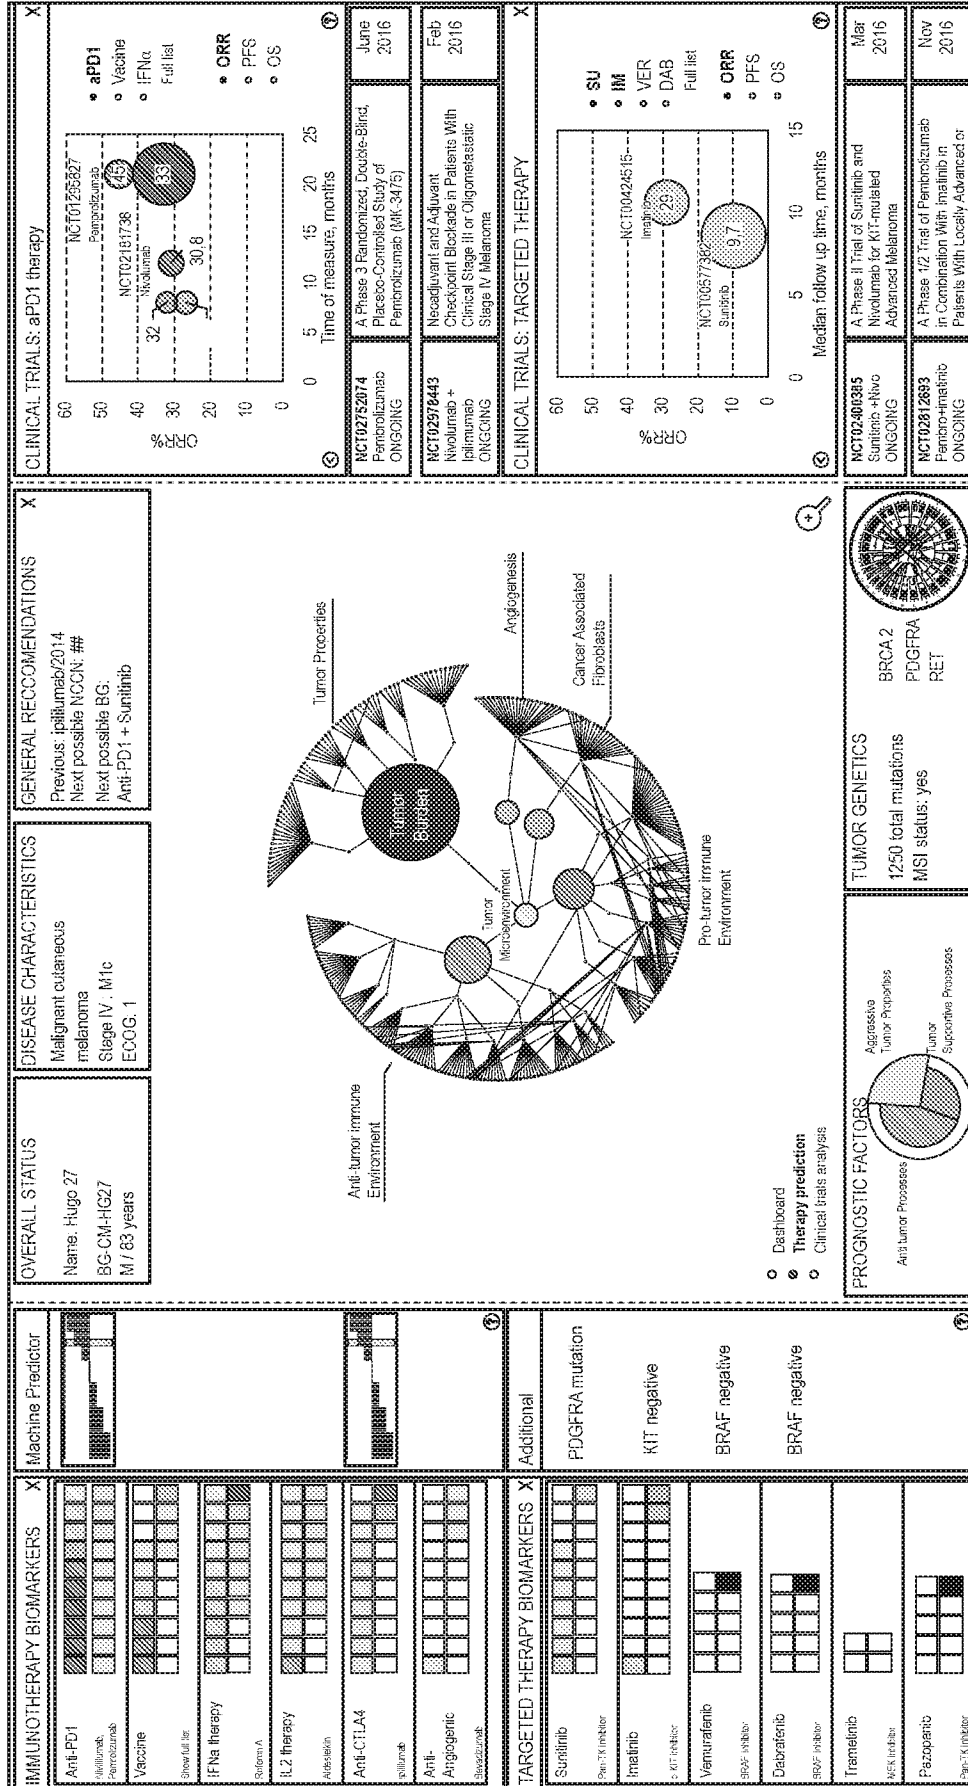 IMMUNOTHERAPY BIOMARKERS X
Anti-PD1
Pembrolizumab
Vaccine
Show full list
IFNa therapy
IL2 therapy
Anti-CTLA4
Anti-
Angiogenic
Machine Predictor
TARGETED THERAPY BIOMARKERS X
Sunitinib
Pan-TK inhibitor
Imatinib
Vemurafenib
BRAF inhibitor
Dabrafenib
BRAF inhibitor
Trametinib
MEK inhibitor
Pazopanib
Pan-TK inhibitor
Additional
PDGFRA mutation
KIT negative
BRAF negative
BRAF negative
OVERALL STATUS
Name: Hugo 27
BG-CM-HG27
M / 83 years
DISEASE CHARACTERISTICS
Malignant cutaneous
melanoma
Stage IV, M1c
ECOG: 1
GENERAL RECCOMENDATIONS X
Previous: ipilimumab/2014
Next possible NCCN: ##
Next possible BG:
Anti-PD1 + Sunitinib
Tumor Properties
Angiogenesis
Cancer Associated
Fibroblasts
Tumor
Burden
Tumor
Microenvironment
Anti-tumor immune
Environment
Pro-tumor immune
Environment
Dashboard
Therapy prediction
Clinical trials analysis
PROGNOSTIC FACTORS
Anti tumor Processes
Aggressive
Tumor Properties
Tumor
Supportive Processes
TUMOR GENETICS
1250 total mutations
MSI status: yes
BRCA 2
PDGFRA
RET
CLINICAL TRIALS: aPD1 therapy X
ORR%
60
50
40
30
20
10
0
0 5 10 15 20 25
Time of measure, months
NCT01295827
Pembrolizumab
NCT02181738
Nivolumab
32
30.8
33
aPD1
Vacine
IFNα
Full list
ORR
PFS
OS
NCT02752074
Pembrolizumab
ONGOING
A Phase 3 Randomized, Double-Blind,
Placebo-Controlled Study of
Pembrolizumab (MK-3475)
June
2016
NCT02978443
Nivolumab +
Ipilimumab
ONGOING
Neoadjuvant and Adjuvant
Checkpoint Blockade in Patients With
Clinical Stage III or Oligometastatic
Stage IV Melanoma
Feb
2016
CLINICAL TRIALS: TARGETED THERAPY X
ORR%
60
50
40
30
20
10
0
0 5 10 15
Median follow up time, months
NCT00424515
Imatinib
29
NCT00577382
Sunitinib
9.7
SU
IM
VER
DAB
Full list
ORR
PFS
OS
NCT02400385
Sunitinib +Nivo
ONGOING
A Phase II Trial of Sunitinib and
Nivolumab for KIT-mutated
Advanced Melanoma
Mar
2016
NCT02812693
Pembro+imatinib
ONGOING
A Phase 1/2 Trial of Pembrolizumab
in Combination With Imatinib in
Patients With Locally Advanced or
Nov
2016